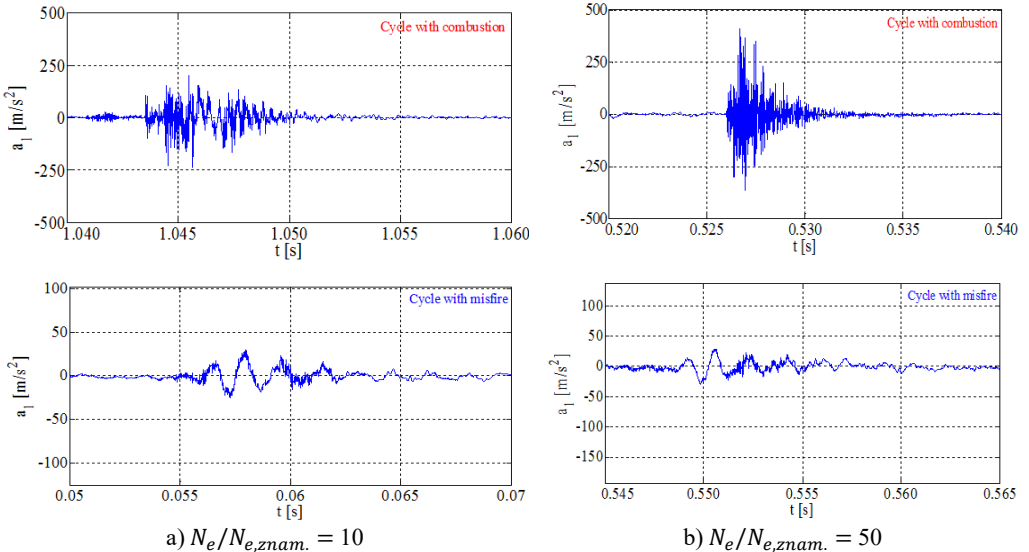 Cycle with combustion
a₁ [m/s²]
500
250
0
-250
-500
1.040 1.045 1.050 1.055 1.060
t [s]
Cycle with combustion
a₁ [m/s²]
500
250
0
-250
-500
0.520 0.525 0.530 0.535 0.540
t [s]
Cycle with misfire
a₁ [m/s²]
100
50
0
-50
-100
0.05 0.055 0.06 0.065 0.07
t [s]
Cycle with misfire
a₁ [m/s²]
100
50
0
-50
-100
-150
0.545 0.550 0.555 0.560 0.565
t [s]
a) Nₑ/Nₑ,znam. = 10
b) Nₑ/Nₑ,znam. = 50